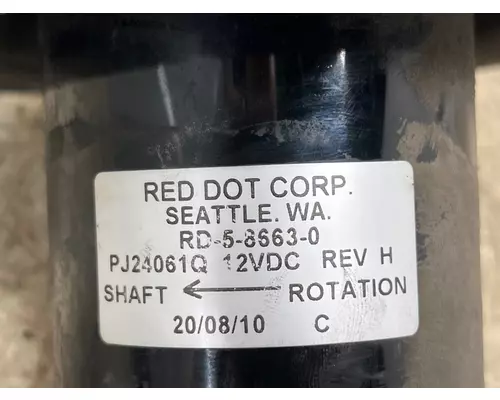 RED DOT CORP.
SEATTLE. WA.
RD-5-8663-0
PJ24061Q 12VDC REV H
SHAFT ← ROTATION
20/08/10 C